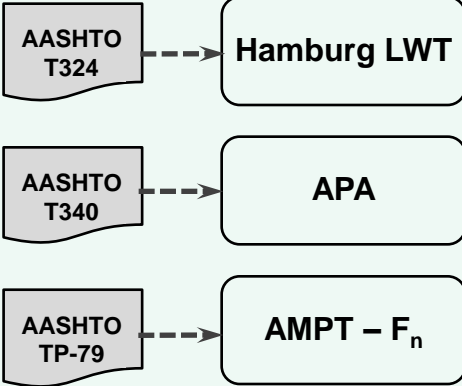 AASHTO
T324
Hamburg LWT
AASHTO
T340
APA
AASHTO
TP-79
AMPT – Fn